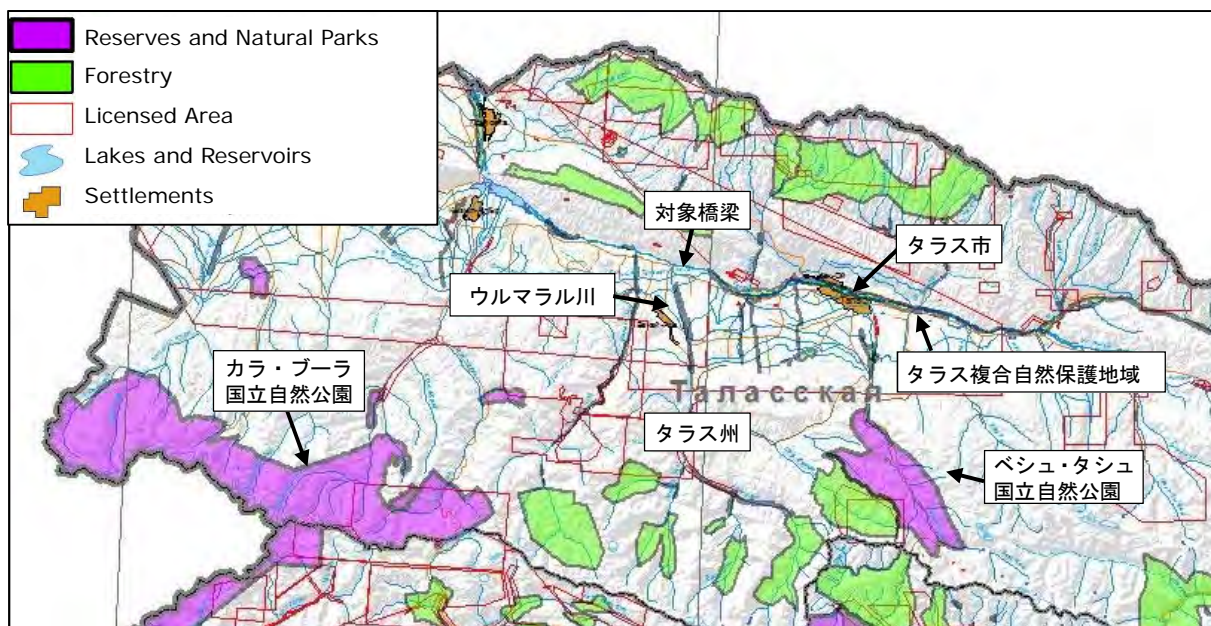 Reserves and Natural Parks
Forestry
Licensed Area
Lakes and Reservoirs
Settlements
対象橋梁
タラス市
ウルマラル川
カラ・ブーラ
国立自然公園
タラス複合自然保護地域
Таласская
タラス州
ベシュ・タシュ
国立自然公園